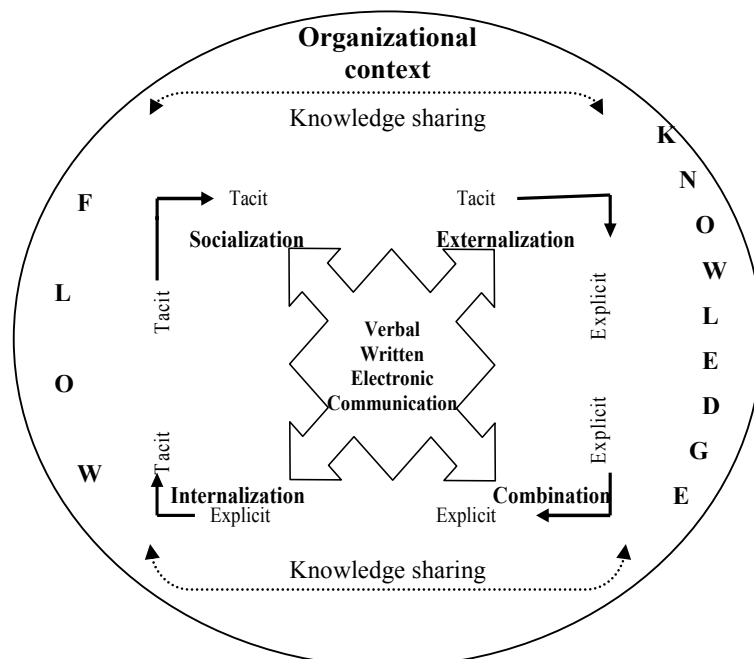 Organizational
context
Knowledge sharing
K
N
O
W
L
E
D
G
E
F
L
O
W
Tacit
Socialization
Tacit
Tacit
Externalization
Explicit
Verbal
Written
Electronic
Communication
Tacit
Internalization
Explicit
Explicit
Combination
Explicit
Knowledge sharing